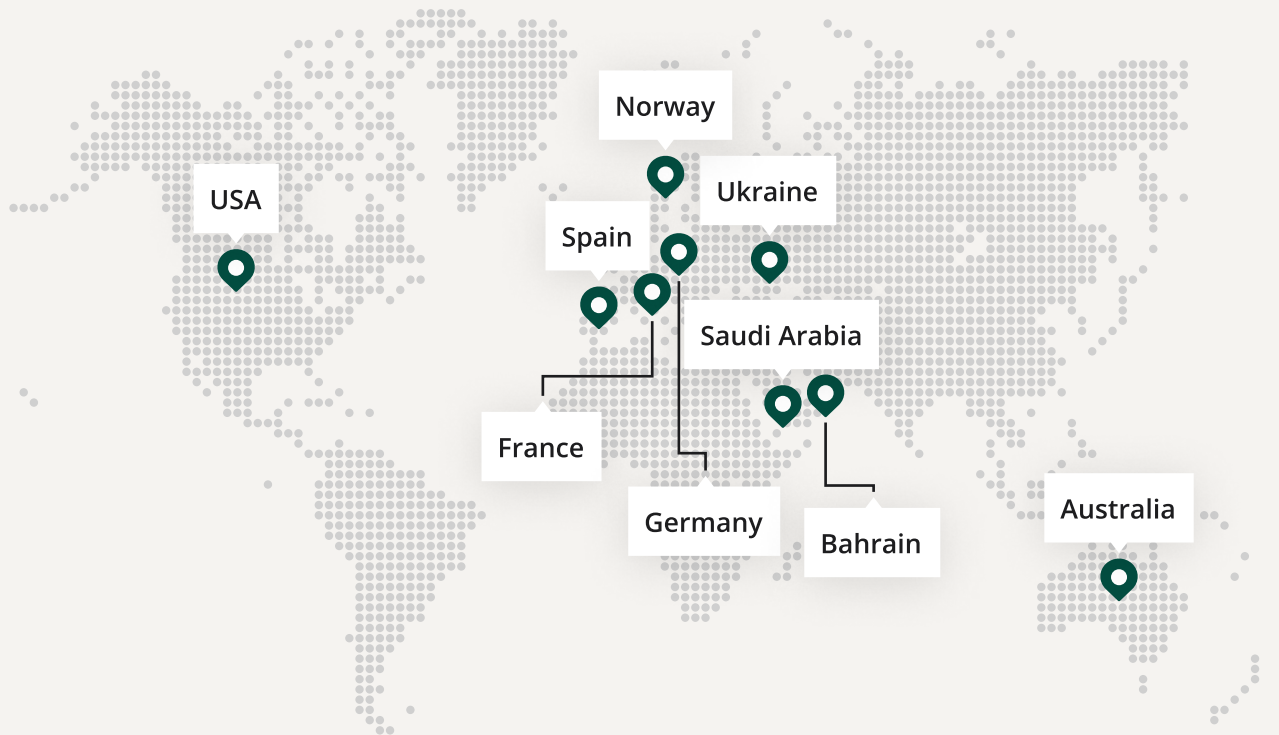 Norway
USA
Ukraine
Spain
Saudi Arabia
France
Germany
Bahrain
Australia